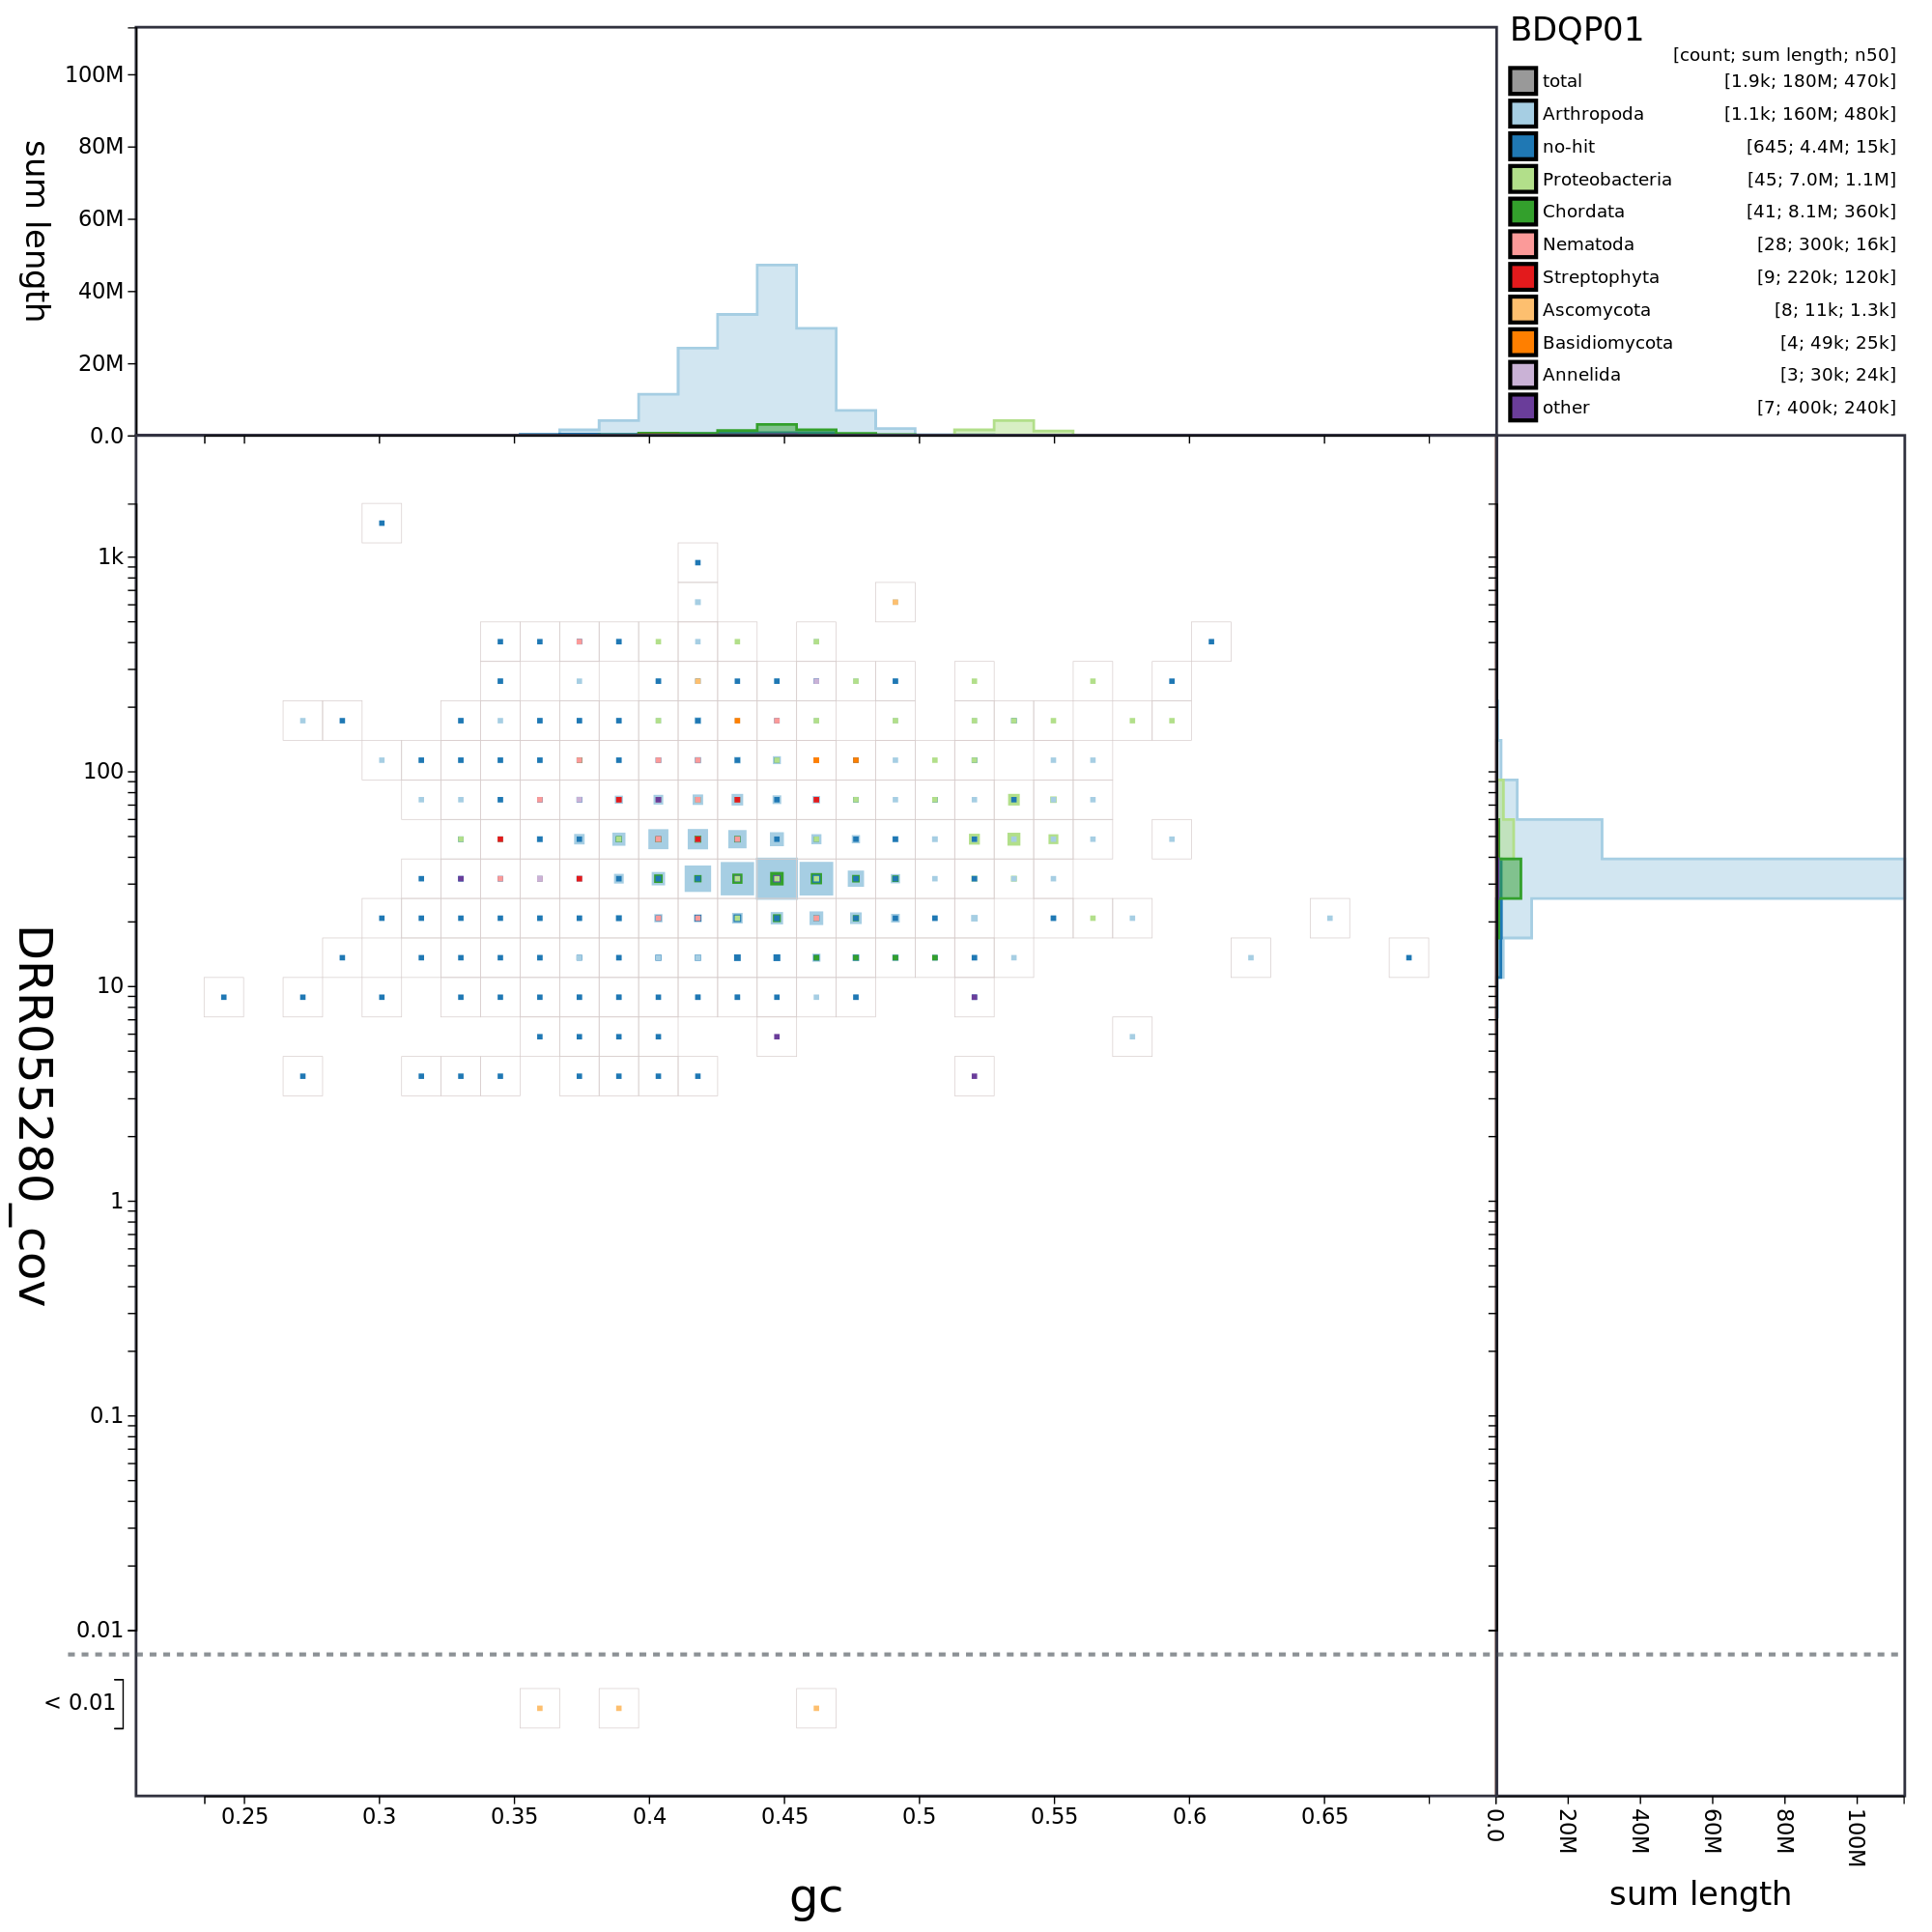 BDQP01
[count; sum length; n50]
total [1.9k; 180M; 470k]
Arthropoda [1.1k; 160M; 480k]
no-hit [645; 4.4M; 15k]
Proteobacteria [45; 7.0M; 1.1M]
Chordata [41; 8.1M; 360k]
Nematoda [28; 300k; 16k]
Streptophyta [9; 220k; 120k]
Ascomycota [8; 11k; 1.3k]
Basidiomycota [4; 49k; 25k]
Annelida [3; 30k; 24k]
other [7; 400k; 240k]
sum length
100M
80M
60M
40M
20M
0.0
DRR055280_cov
1k
100
10
1
0.1
0.01
< 0.01
0.25 0.3 0.35 0.4 0.45 0.5 0.55 0.6 0.65
gc
0.0 20M 40M 60M 80M 100M
sum length